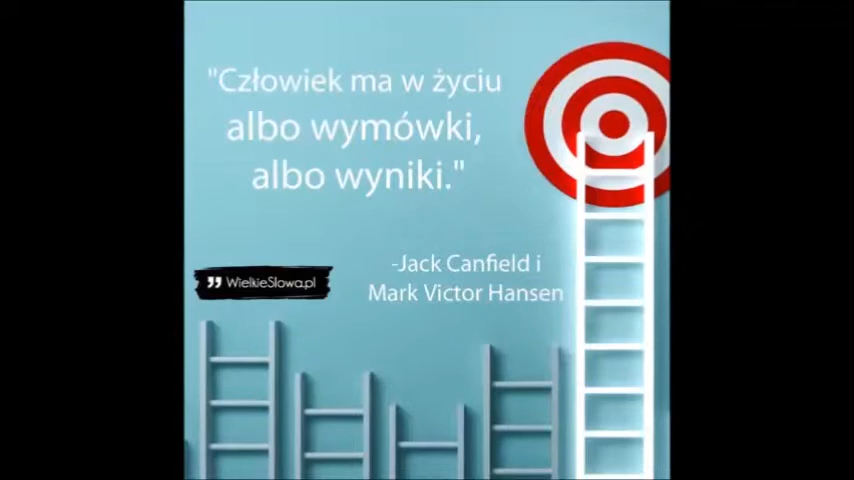 "Człowiek ma w życiu
albo wymówki,
albo wyniki."
-Jack Canfield i
Mark Victor Hansen
WielkieSlowa.pl